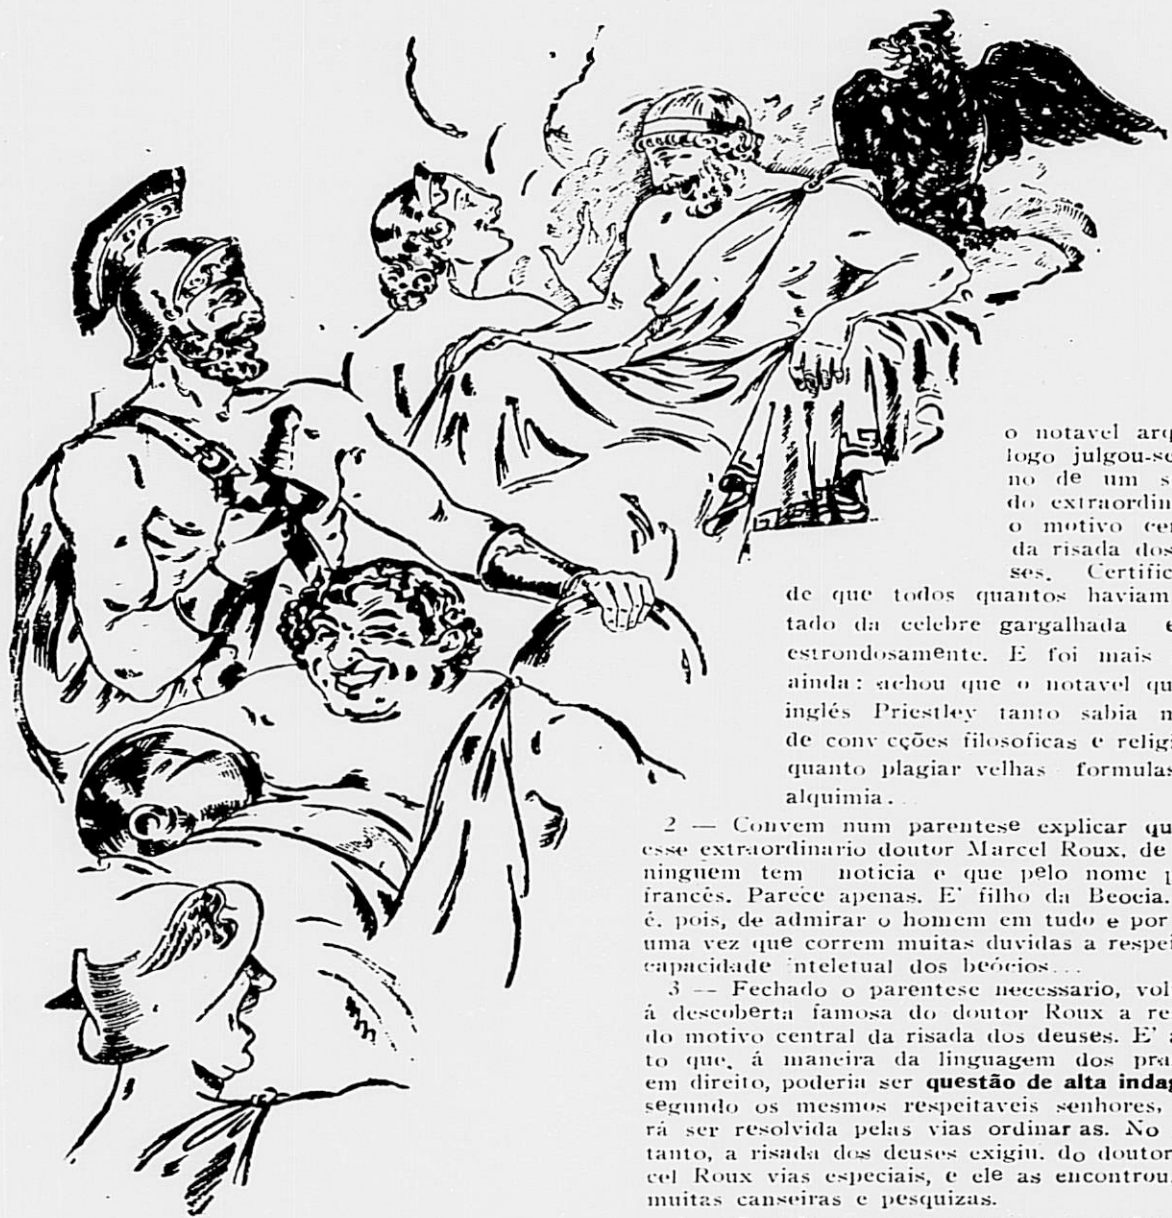 o notavel arq
logo julgou-se
no de um s
do extraordin
o motivo cen
da risada dos
ses. Certific
de que todos quantos haviam
tado da celebre gargalhada e
estrondosamente. E foi mais
ainda: achou que o notavel qu
inglés Priestley tanto sabia m
de conv cções filosoficas e religi
quanto plagiar velhas formulas
alquimia...
2 — Convem num parentese explicar qu
esse extraordinario doutor Marcel Roux, de
ninguem tem noticia e que pelo nome p
francês. Parece apenas. E' filho da Beocia.
é, pois, de admirar o homem em tudo e por
uma vez que correm muitas duvidas a respei
capacidade nteletual dos beócios...
3 -- Fechado o parentese necessario, vol
á descoberta famosa do doutor Roux a re
do motivo central da risada dos deuses. E' a
to que, á maneira da linguagem dos pra
em direito, poderia ser questão de alta indag
segundo os mesmos respeitaveis senhores,
rá ser resolvida pelas vias ordinar as. No
tanto, a risada dos deuses exigiu. do doutor
cel Roux vias especiais, e ele as encontrou.
muitas canseiras e pesquizas.